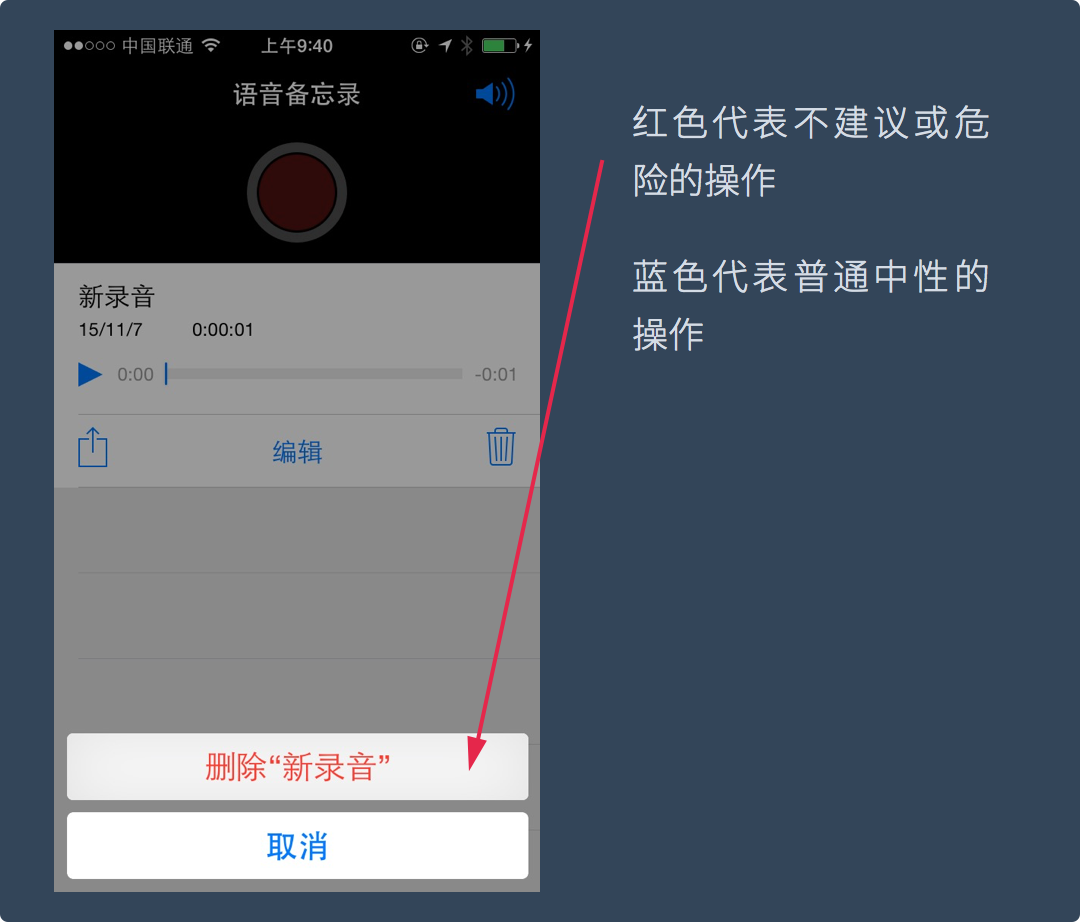 中国联通 上午9:40
语音备忘录
新录音
15/11/7 0:00:01
0:00 -0:01
编辑
删除“新录音”
取消
红色代表不建议或危
险的操作
蓝色代表普通中性的
操作